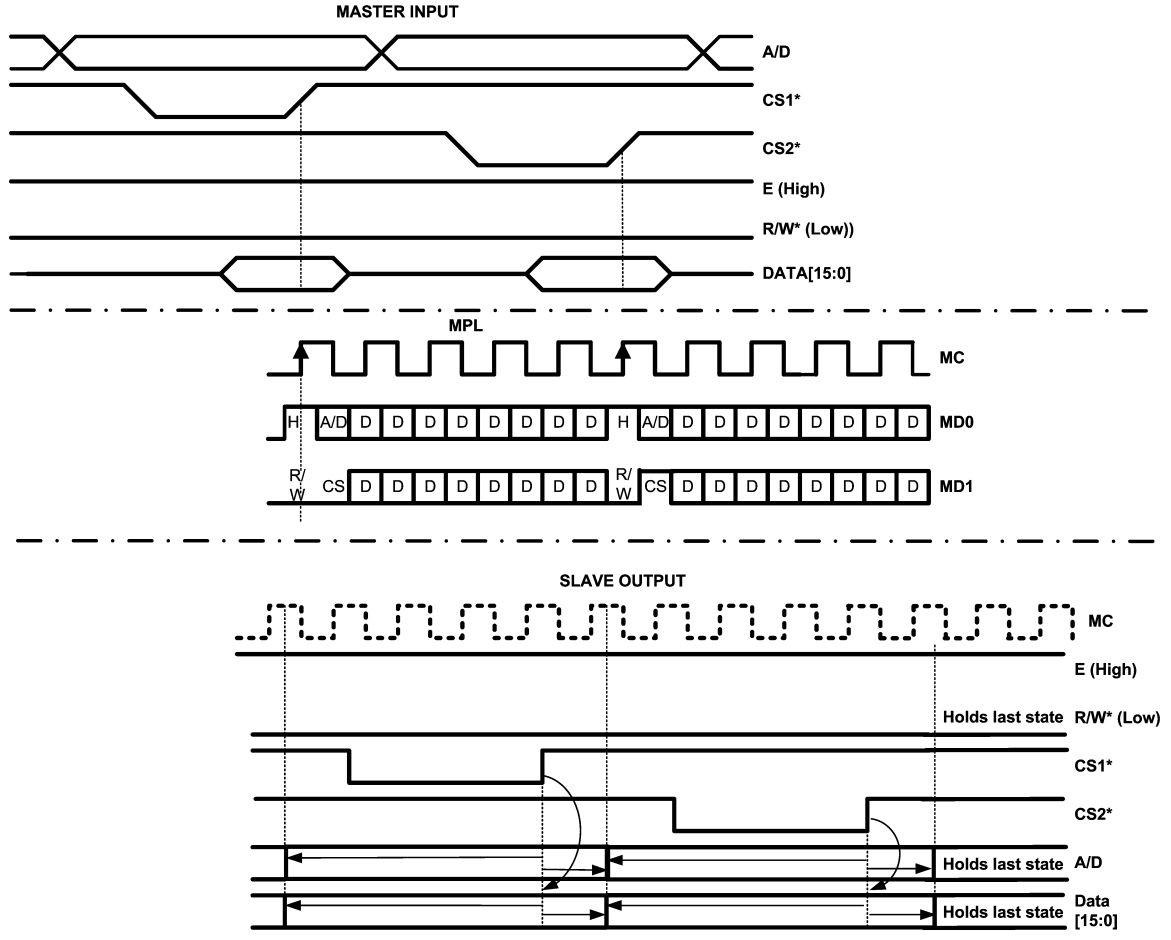 MASTER INPUT
A/D
CS1*
CS2*
E (High)
R/W* (Low))
DATA[15:0]
MPL
MC
H A/D D D D D D D D D H A/D D D D D D D D D MD0
R/ W CS D D D D D D D D R/ W CS D D D D D D D D MD1
SLAVE OUTPUT
MC
E (High)
Holds last state R/W* (Low)
CS1*
CS2*
Holds last state A/D
Holds last state Data
[15:0]